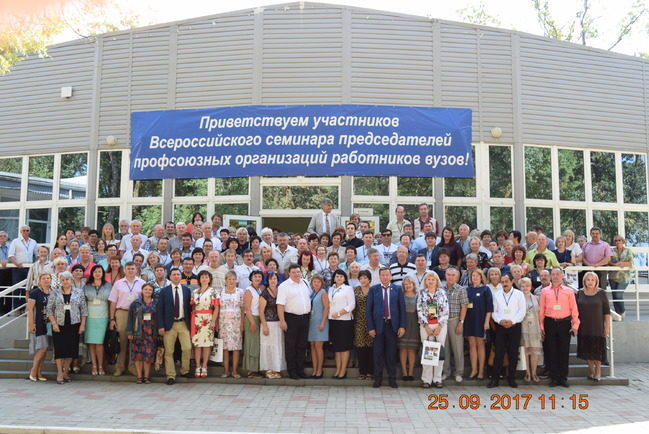 Приветствуем участников
Всероссийского семинара председателей
профсоюзных организаций работников вузов!
25.09.2017 11:15